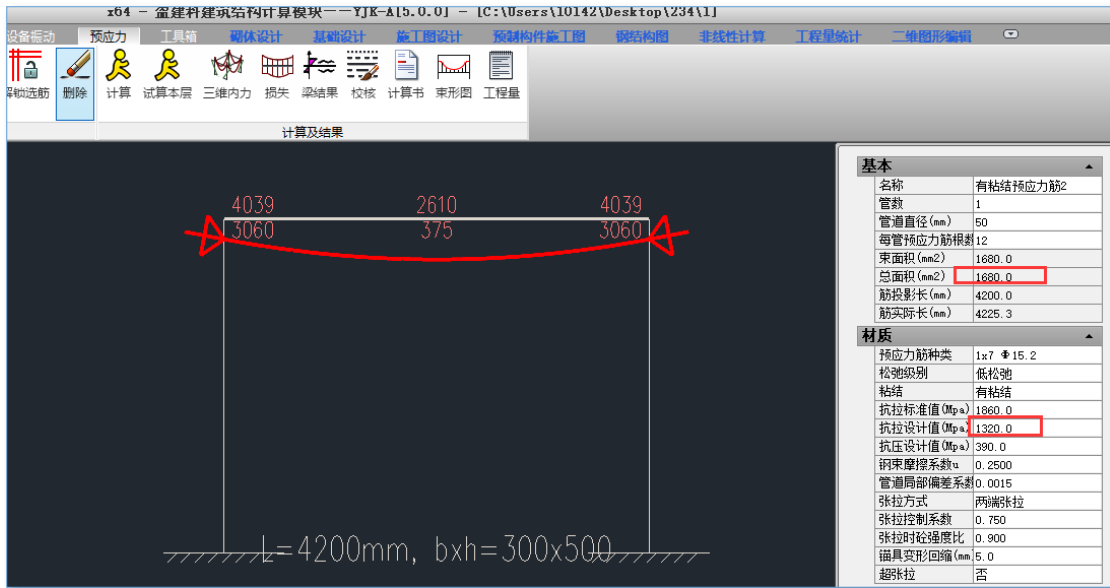 x64 - 盈建科建筑结构计算模块——YJK-A[5.0.0] - [C:\Users\10142\Desktop\234\1]
设备振动 预应力 工具箱 砌体设计 基础设计 施工图设计 预制构件施工图 钢结构图 非线性计算 工程量统计 二维图形编辑
解锁选筋 删除 计算 试算本层 三维内力 损失 梁结果 校核 计算书 束形图 工程量
计算及结果
4039 2610 4039
3060 375 3060
L=4200mm, bxh=300x500
基本
名称 有粘结预应力筋2
管数 1
管道直径(mm) 50
每管预应力筋根数 12
束面积(mm2) 1680.0
总面积(mm2) 1680.0
筋投影长(mm) 4200.0
筋实际长(mm) 4225.3
材质
预应力筋种类 1x7 Φ15.2
松弛级别 低松弛
粘结 有粘结
抗拉标准值(Mpa) 1860.0
抗拉设计值(Mpa) 1320.0
抗压设计值(Mpa) 390.0
钢束摩擦系数u 0.2500
管道局部偏差系数 0.0015
张拉方式 两端张拉
张拉控制系数 0.750
张拉时砼强度比 0.900
锚具变形回缩(mm 5.0
超张拉 否